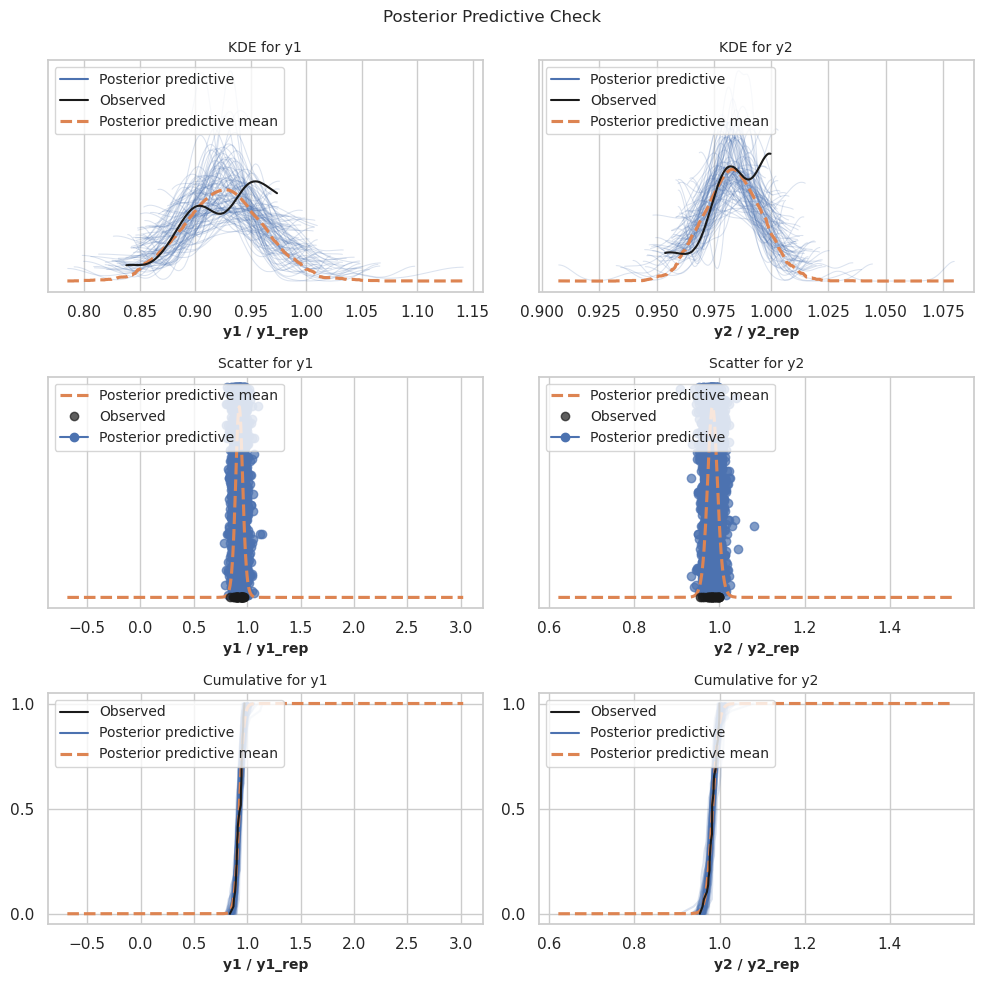 Posterior Predictive Check
KDE for y1
Posterior predictive
Observed
Posterior predictive mean
0.80 0.85 0.90 0.95 1.00 1.05 1.10 1.15
y1 / y1_rep
KDE for y2
Posterior predictive
Observed
Posterior predictive mean
0.900 0.925 0.950 0.975 1.000 1.025 1.050 1.075
y2 / y2_rep
Scatter for y1
Posterior predictive mean
Observed
Posterior predictive
−0.5 0.0 0.5 1.0 1.5 2.0 2.5 3.0
y1 / y1_rep
Scatter for y2
Posterior predictive mean
Observed
Posterior predictive
0.6 0.8 1.0 1.2 1.4
y2 / y2_rep
Cumulative for y1
1.0
0.5
0.0
Observed
Posterior predictive
Posterior predictive mean
−0.5 0.0 0.5 1.0 1.5 2.0 2.5 3.0
y1 / y1_rep
Cumulative for y2
1.0
0.5
0.0
Observed
Posterior predictive
Posterior predictive mean
0.6 0.8 1.0 1.2 1.4
y2 / y2_rep